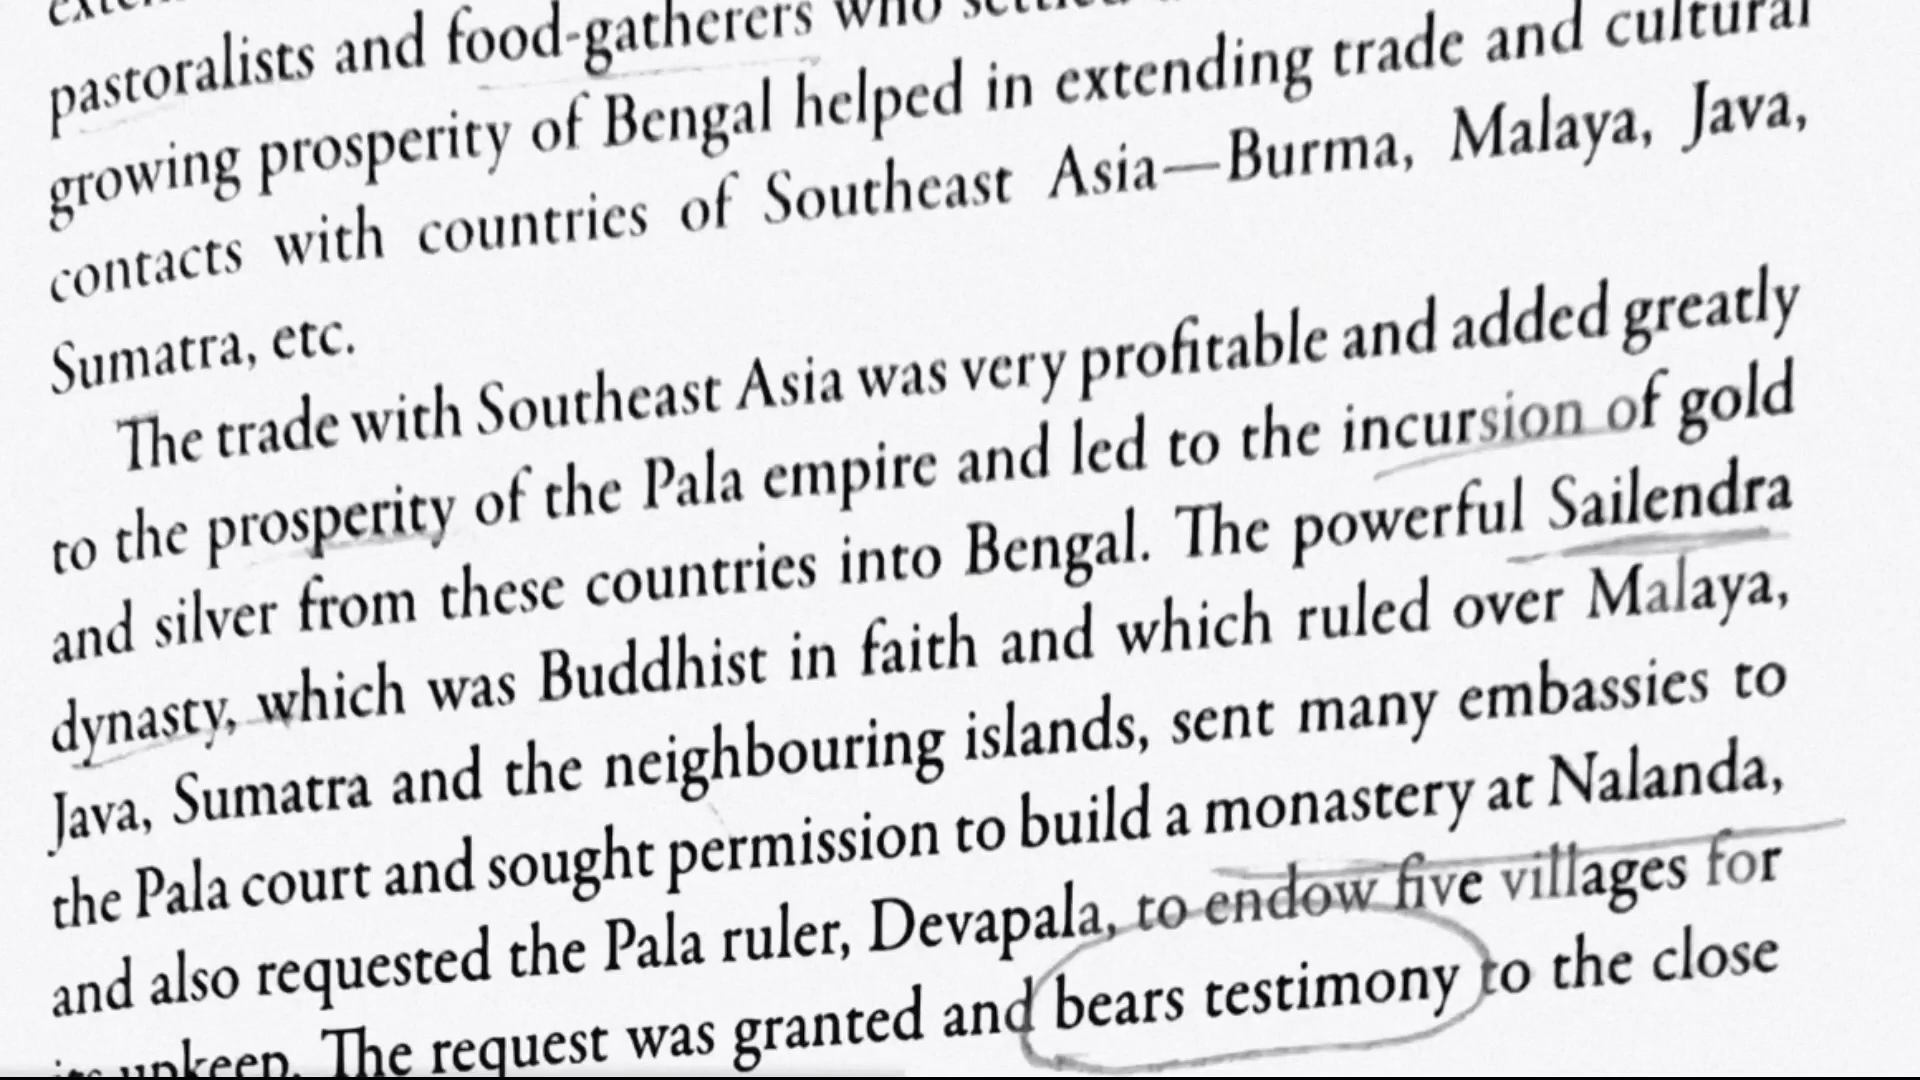 pastoralists and food-gatherers who settled
growing prosperity of Bengal helped in extending trade and cultural
contacts with countries of Southeast Asia—Burma, Malaya, Java,
Sumatra, etc.
The trade with Southeast Asia was very profitable and added greatly
to the prosperity of the Pala empire and led to the incursion of gold
and silver from these countries into Bengal. The powerful Sailendra
dynasty, which was Buddhist in faith and which ruled over Malaya,
Java, Sumatra and the neighbouring islands, sent many embassies to
the Pala court and sought permission to build a monastery at Nalanda,
and also requested the Pala ruler, Devapala, to endow five villages for
its upkeep. The request was granted and bears testimony to the close